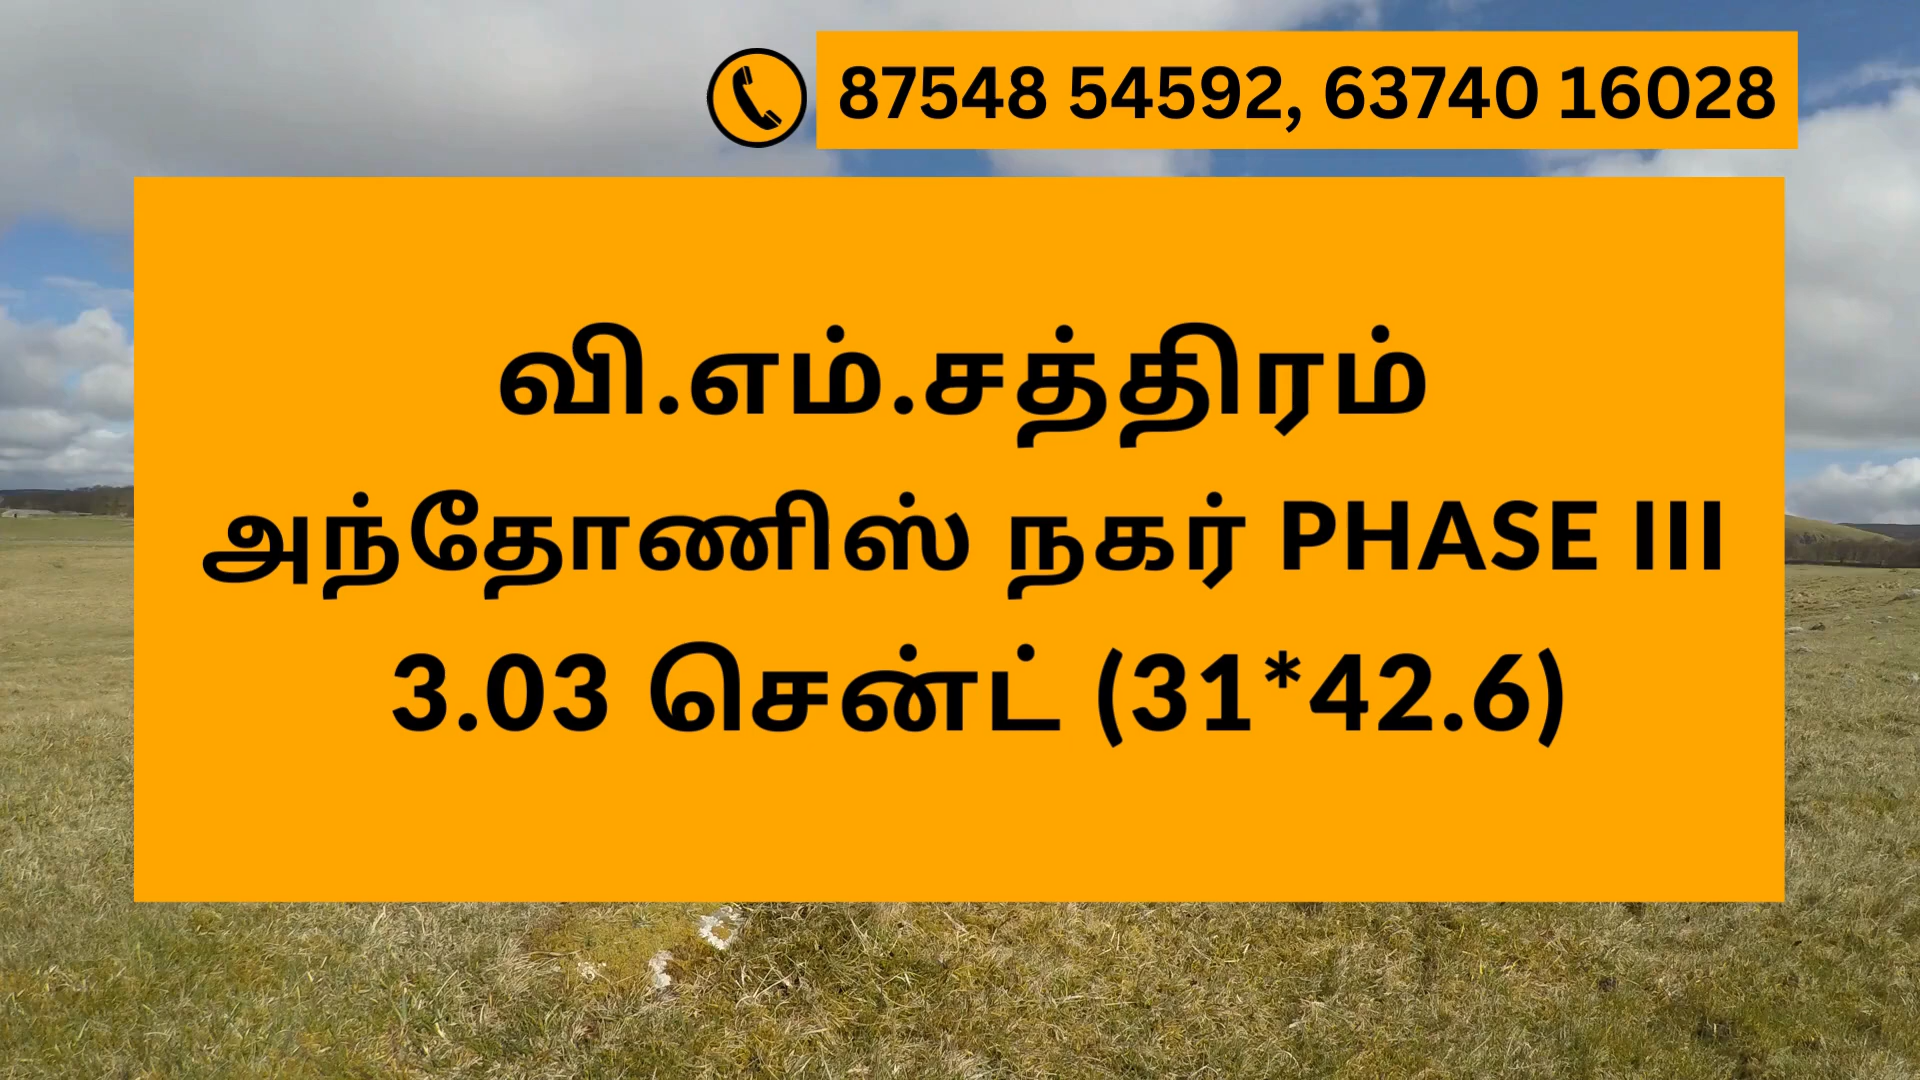 87548 54592, 63740 16028
வி.எம்.சத்திரம்
அந்தோணிஸ் நகர் PHASE III
3.03 சென்ட் (31*42.6)